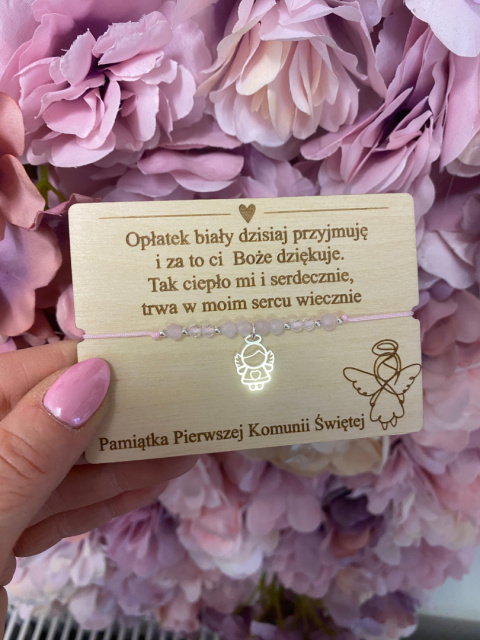 Opłatek biały dzisiaj przyjmuję
i za to ci Boże dziękuje.
Tak ciepło mi i serdecznie,
trwa w moim sercu wiecznie
Pamiątka Pierwszej Komunii Świętej